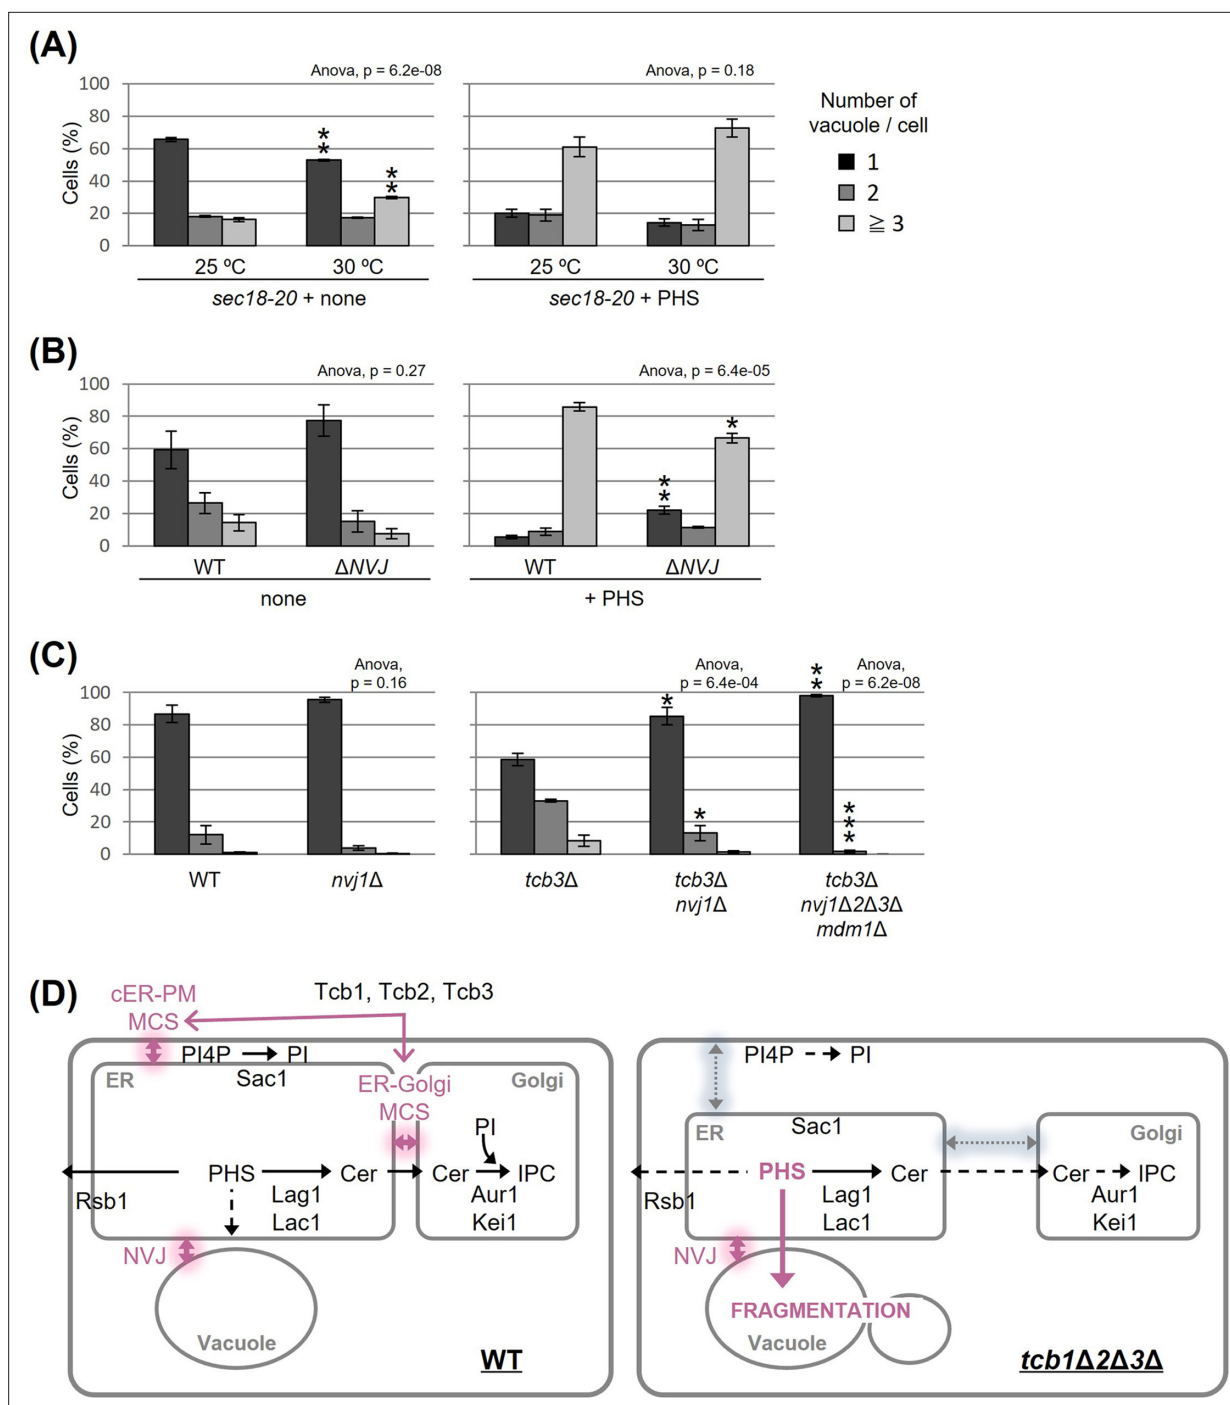 (A)
Anova, p = 6.2e-08
Anova, p = 0.18
Number of
vacuole / cell
1
2
≧ 3
Cells (%)
100
80
60
40
20
0
**
**
25 ºC
30 ºC
25 ºC
30 ºC
sec18-20 + none
sec18-20 + PHS
(B)
Anova, p = 0.27
Anova, p = 6.4e-05
Cells (%)
100
80
60
40
20
0
**
*
WT
ΔNVJ
WT
ΔNVJ
none
+ PHS
(C)
Anova,
p = 0.16
Anova,
p = 6.4e-04
Anova,
p = 6.2e-08
Cells (%)
100
80
60
40
20
0
*
*
**
***
WT
nvj1Δ
tcb3Δ
tcb3Δ
nvj1Δ
tcb3Δ
nvj1Δ2Δ3Δ
mdm1Δ
(D)
cER-PM
MCS
Tcb1, Tcb2, Tcb3
PI4P
PI
Sac1
ER
ER-Golgi
MCS
Golgi
PI
PHS
Cer
Cer
IPC
Rsb1
Lag1
Lac1
Aur1
Kei1
NVJ
Vacuole
WT
PI4P
PI
ER
Sac1
Golgi
PHS
Cer
Cer
IPC
Rsb1
Lag1
Lac1
Aur1
Kei1
NVJ
FRAGMENTATION
Vacuole
tcb1Δ2Δ3Δ